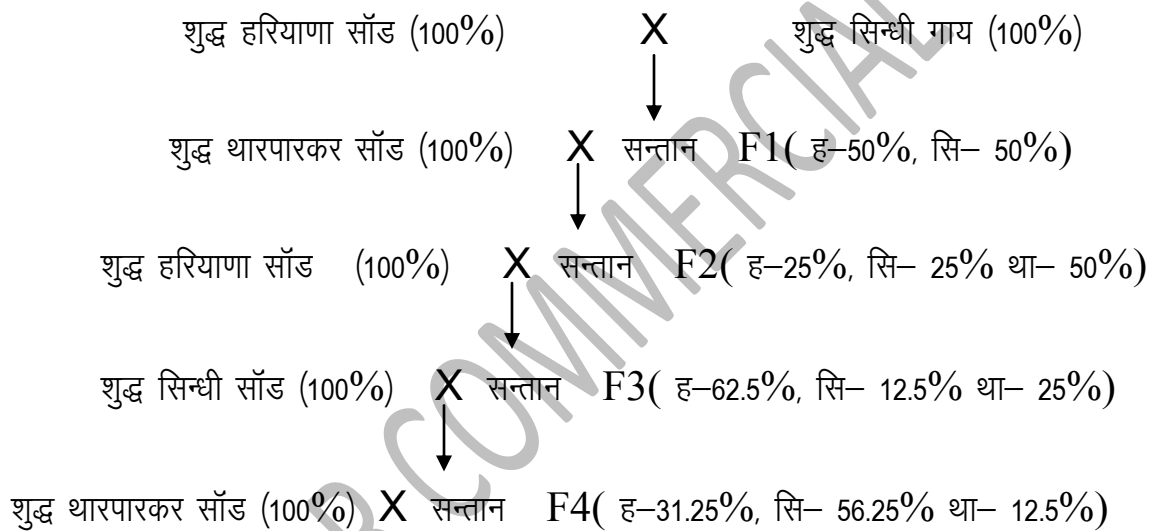 शुद्ध हरियाणा सॉड (100%) X शुद्ध सिन्धी गाय (100%)
शुद्ध थारपारकर सॉड (100%) X सन्तान F1( ह–50%, सि– 50%)
शुद्ध हरियाणा सॉड (100%) X सन्तान F2( ह–25%, सि– 25% था– 50%)
शुद्ध सिन्धी सॉड (100%) X सन्तान F3( ह–62.5%, सि– 12.5% था– 25%)
शुद्ध थारपारकर सॉड (100%) X सन्तान F4( ह–31.25%, सि– 56.25% था– 12.5%)